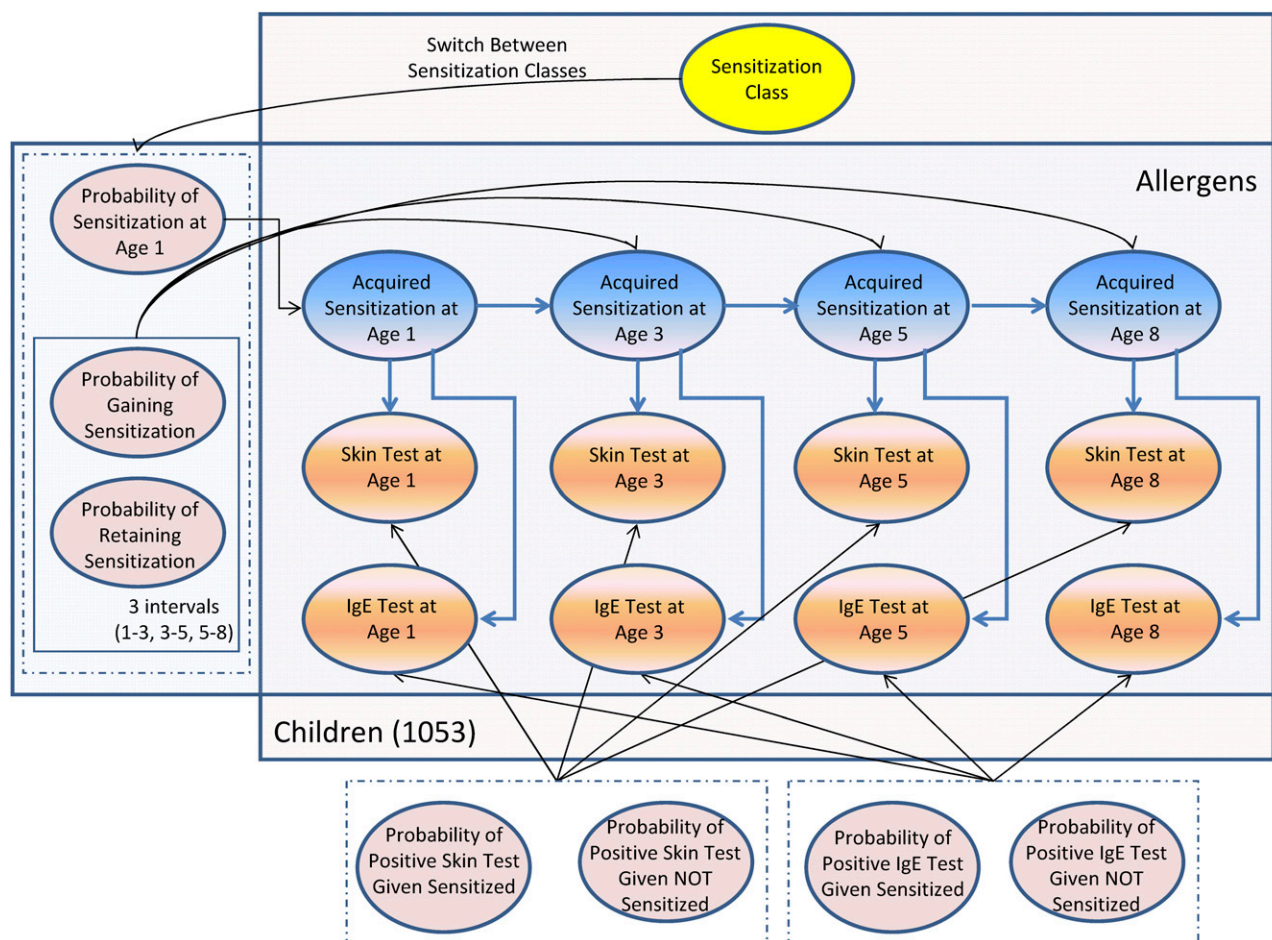 Switch Between
Sensitization Classes
Sensitization
Class
Allergens
Probability of
Sensitization at
Age 1
Acquired
Sensitization at
Age 1
Acquired
Sensitization at
Age 3
Acquired
Sensitization at
Age 5
Acquired
Sensitization at
Age 8
Probability of
Gaining
Sensitization
Skin Test at
Age 1
Skin Test at
Age 3
Skin Test at
Age 5
Skin Test at
Age 8
Probability of
Retaining
Sensitization
3 intervals
(1-3, 3-5, 5-8)
IgE Test at
Age 1
IgE Test at
Age 3
IgE Test at
Age 5
IgE Test at
Age 8
Children (1053)
Probability of
Positive Skin Test
Given Sensitized
Probability of
Positive Skin Test
Given NOT
Sensitized
Probability of
Positive IgE Test
Given Sensitized
Probability of
Positive IgE Test
Given NOT
Sensitized